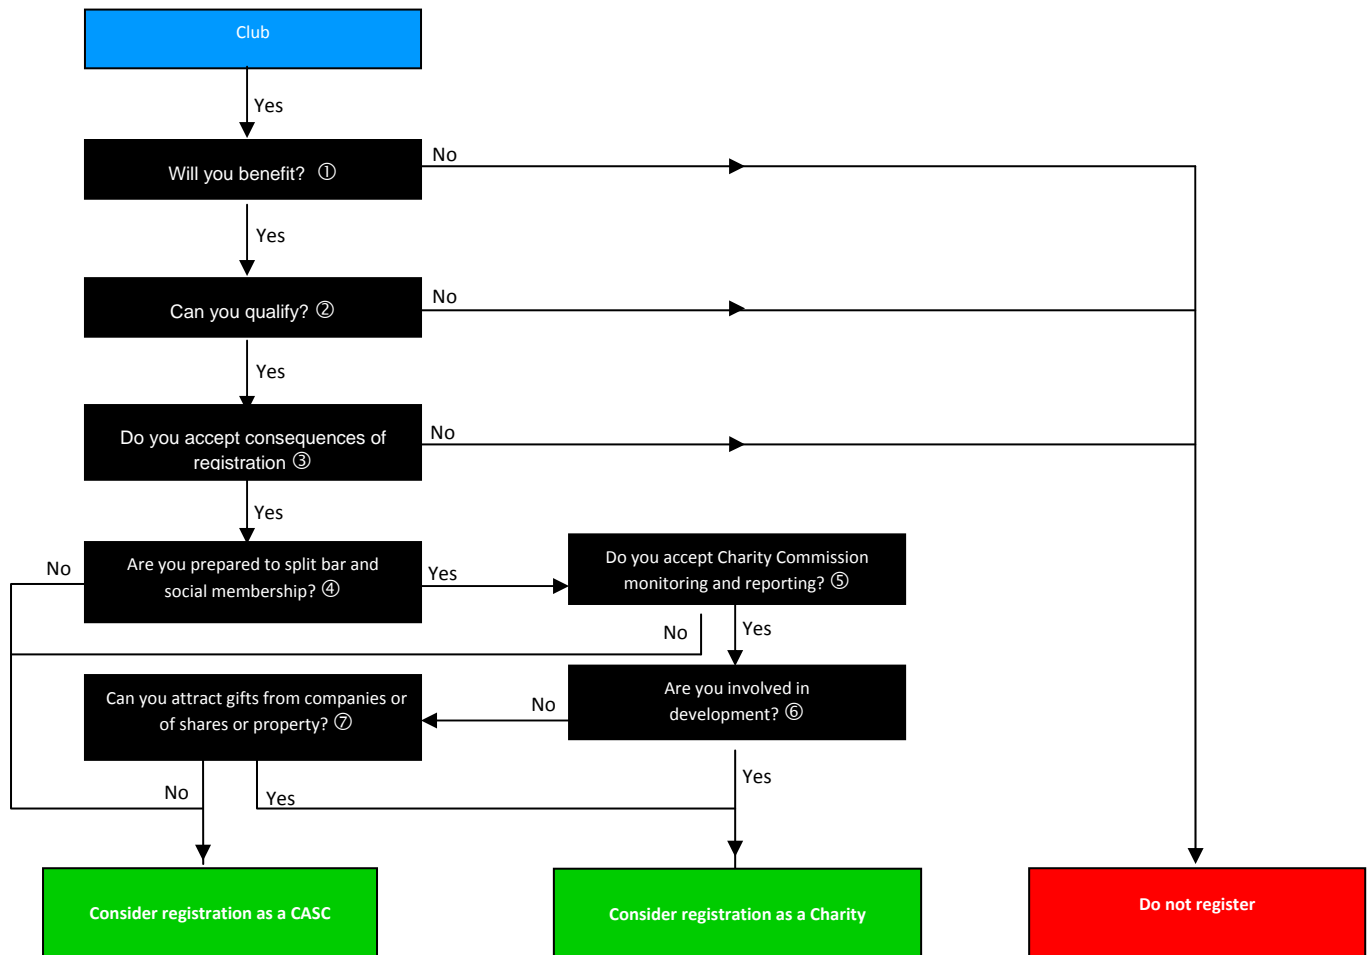 Club
Yes
Will you benefit? ①
No
Yes
Can you qualify? ②
No
Yes
Do you accept consequences of
registration ③
No
Yes
Are you prepared to split bar and
social membership? ④
No
Yes
Do you accept Charity Commission
monitoring and reporting? ⑤
No
Yes
Are you involved in
development? ⑥
No
Can you attract gifts from companies or
of shares or property? ⑦
Yes
No
Yes
Consider registration as a CASC
Consider registration as a Charity
Do not register